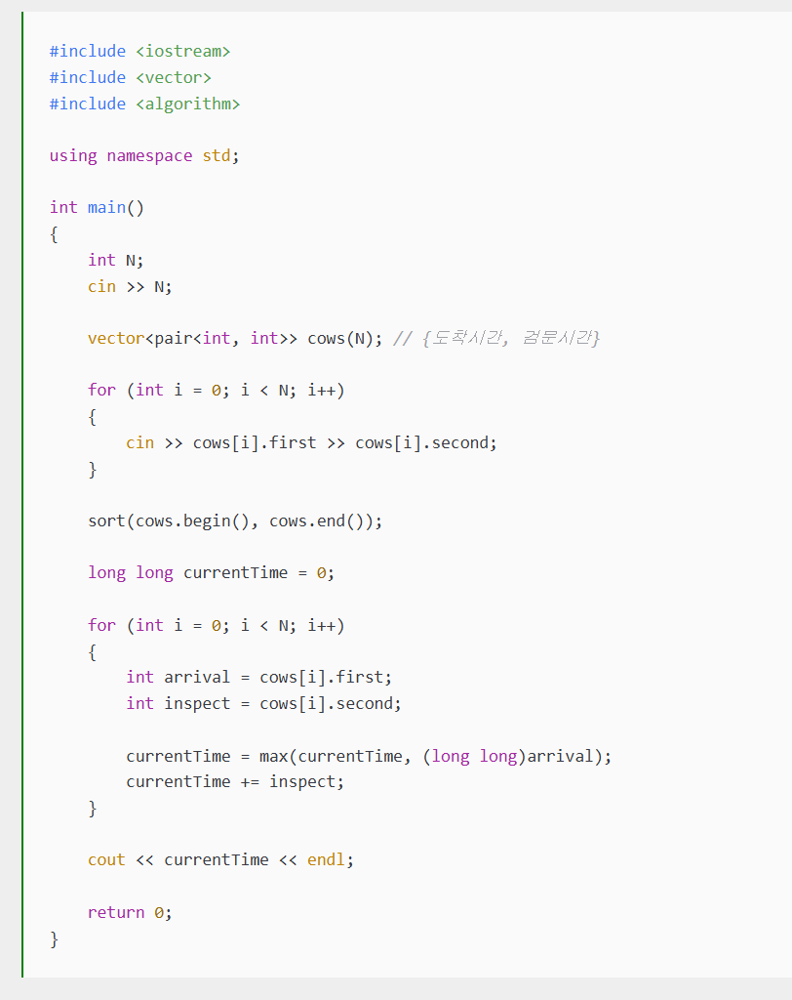 #include <iostream>
#include <vector>
#include <algorithm>
using namespace std;
int main()
{
int N;
cin >> N;
vector<pair<int, int>> cows(N); // {도착시간, 검문시간}
for (int i = 0; i < N; i++)
{
cin >> cows[i].first >> cows[i].second;
}
sort(cows.begin(), cows.end());
long long currentTime = 0;
for (int i = 0; i < N; i++)
{
int arrival = cows[i].first;
int inspect = cows[i].second;
currentTime = max(currentTime, (long long)arrival);
currentTime += inspect;
}
cout << currentTime << endl;
return 0;
}